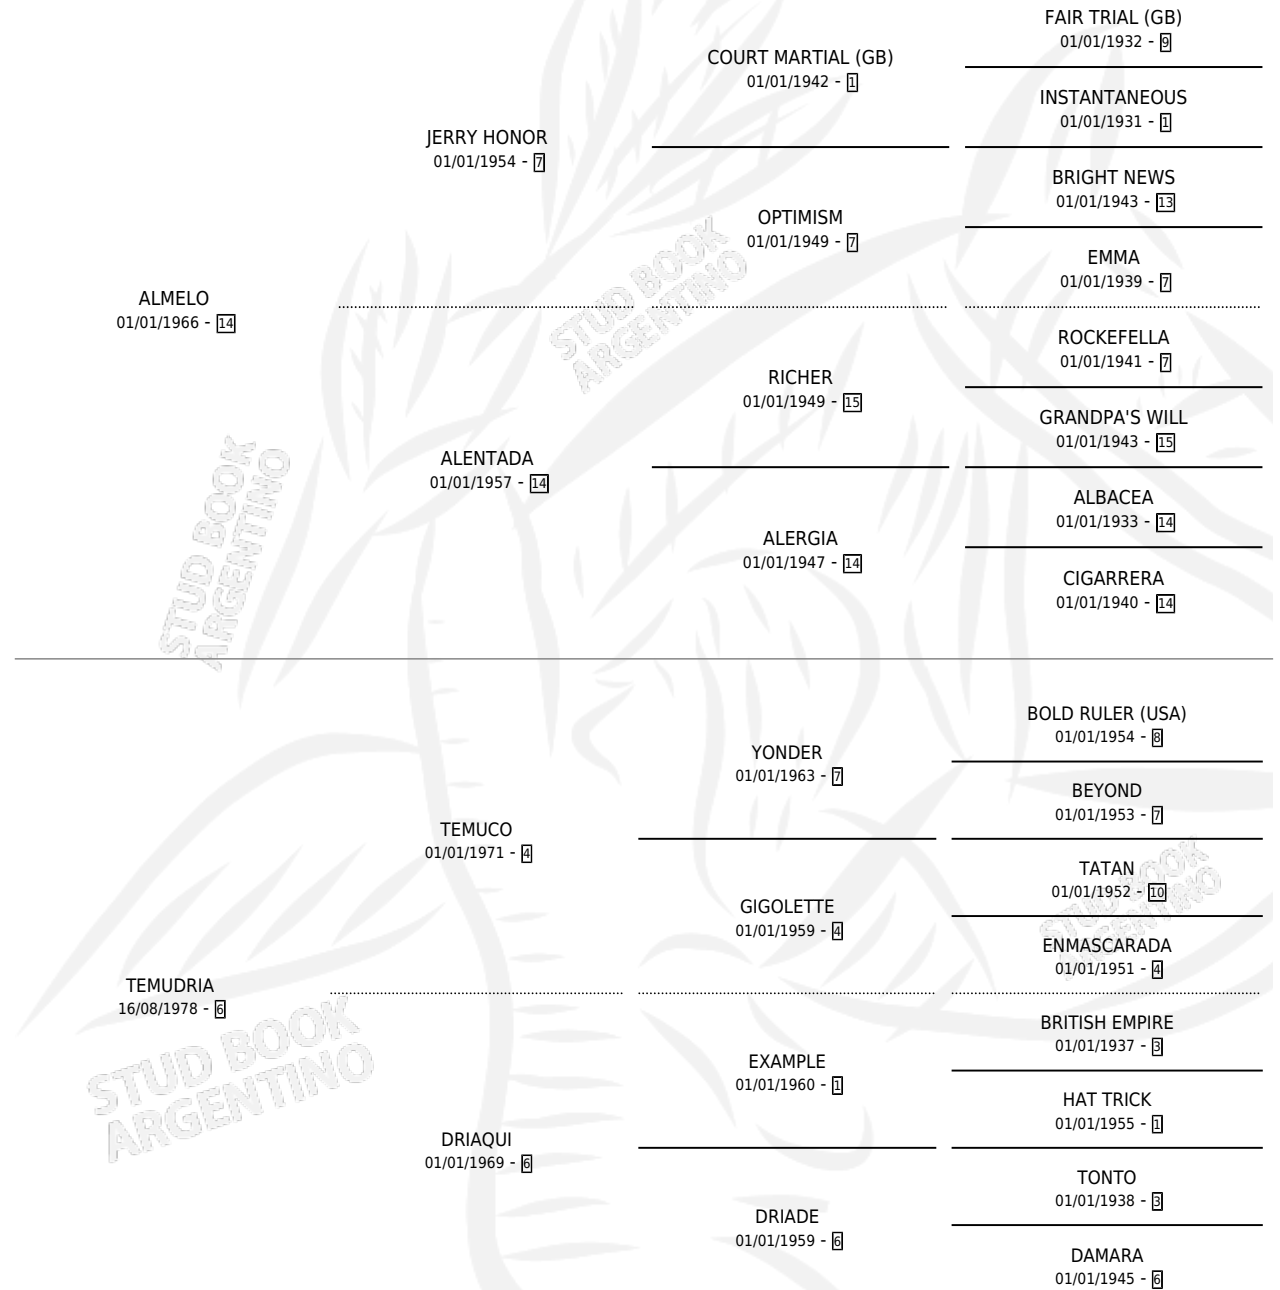 FAIR TRIAL (GB)
01/01/1932 - 9
COURT MARTIAL (GB)
01/01/1942 - 1
INSTANTANEOUS
01/01/1931 - 1
JERRY HONOR
01/01/1954 - 7
BRIGHT NEWS
01/01/1943 - 13
OPTIMISM
01/01/1949 - 7
EMMA
01/01/1939 - 7
ALMELO
01/01/1966 - 14
ROCKEFELLA
01/01/1941 - 7
RICHER
01/01/1949 - 15
GRANDPA'S WILL
01/01/1943 - 15
ALENTADA
01/01/1957 - 14
ALBACEA
01/01/1933 - 14
ALERGIA
01/01/1947 - 14
CIGARRERA
01/01/1940 - 14
BOLD RULER (USA)
01/01/1954 - 8
YONDER
01/01/1963 - 7
BEYOND
01/01/1953 - 7
TEMUCO
01/01/1971 - 4
TATAN
01/01/1952 - 10
GIGOLETTE
01/01/1959 - 4
ENMASCARADA
01/01/1951 - 4
TEMUDRIA
16/08/1978 - 6
BRITISH EMPIRE
01/01/1937 - 3
EXAMPLE
01/01/1960 - 1
HAT TRICK
01/01/1955 - 1
DRIAQUI
01/01/1969 - 6
TONTO
01/01/1938 - 3
DRIADE
01/01/1959 - 6
DAMARA
01/01/1945 - 6
STUD BOOK
ARGENTINO
STUD BOOK
ARGENTINO
STUD BOOK
ARGENTINO
STUD BOOK
ARGENTINO